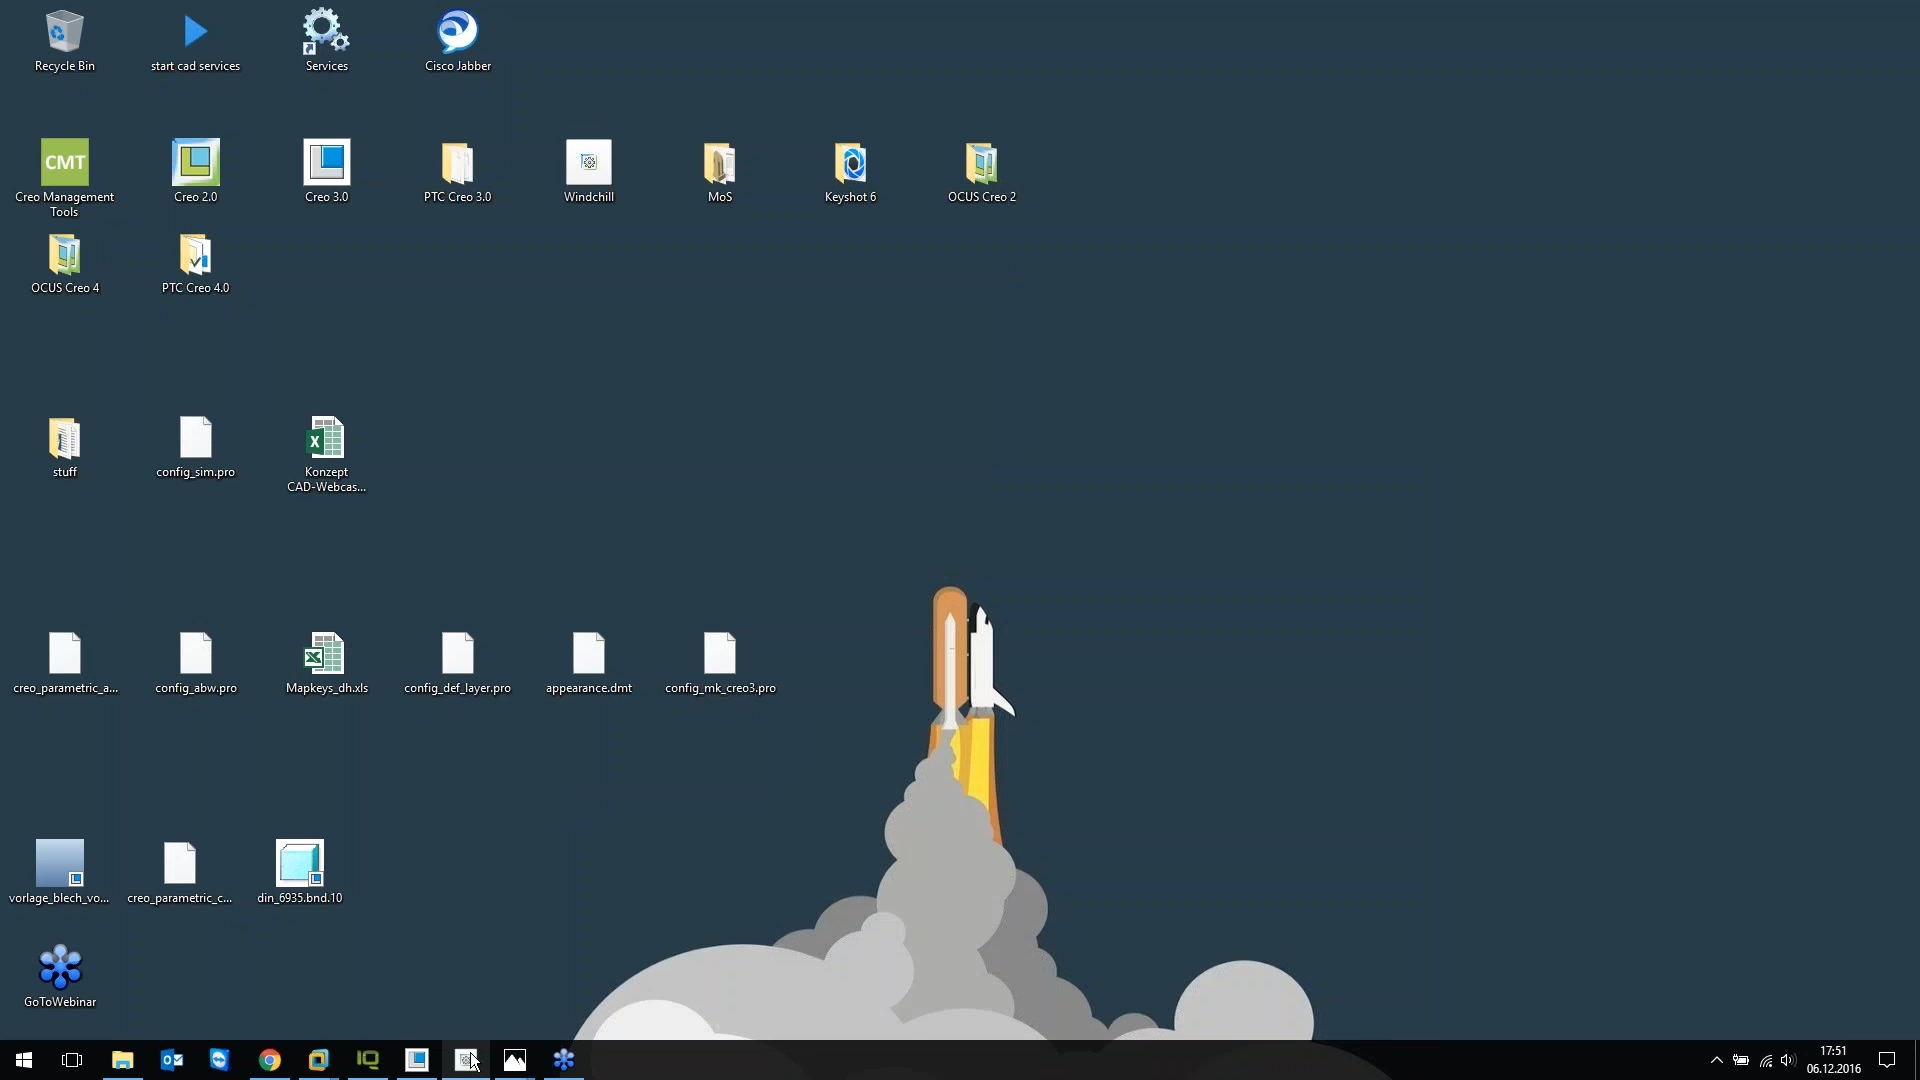 Recycle Bin
start cad services
Services
Cisco Jabber
CMT
Creo Management
Tools
Creo 2.0
Creo 3.0
PTC Creo 3.0
Windchill
MoS
Keyshot 6
OCUS Creo 2
OCUS Creo 4
PTC Creo 4.0
stuff
config_sim.pro
Konzept
CAD-Webcas...
creo_parametric_a...
config_abw.pro
Mapkeys_dh.xls
config_def_layer.pro
appearance.dmt
config_mk_creo3.pro
vorlage_blech_vo...
creo_parametric_c...
din_6935.bnd.10
GoToWebinar
IQ
17:51
06.12.2016